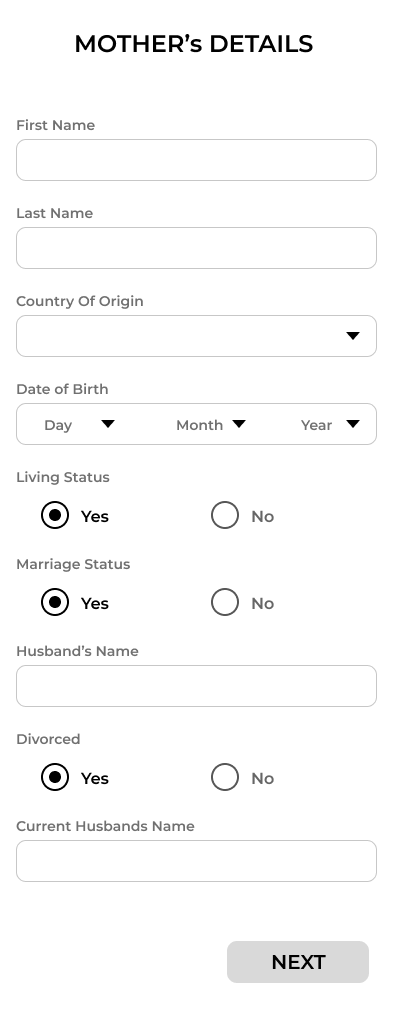 MOTHER’s DETAILS
First Name
Last Name
Country Of Origin
Date of Birth
Day Month Year
Living Status
Yes No
Marriage Status
Yes No
Husband’s Name
Divorced
Yes No
Current Husbands Name
NEXT